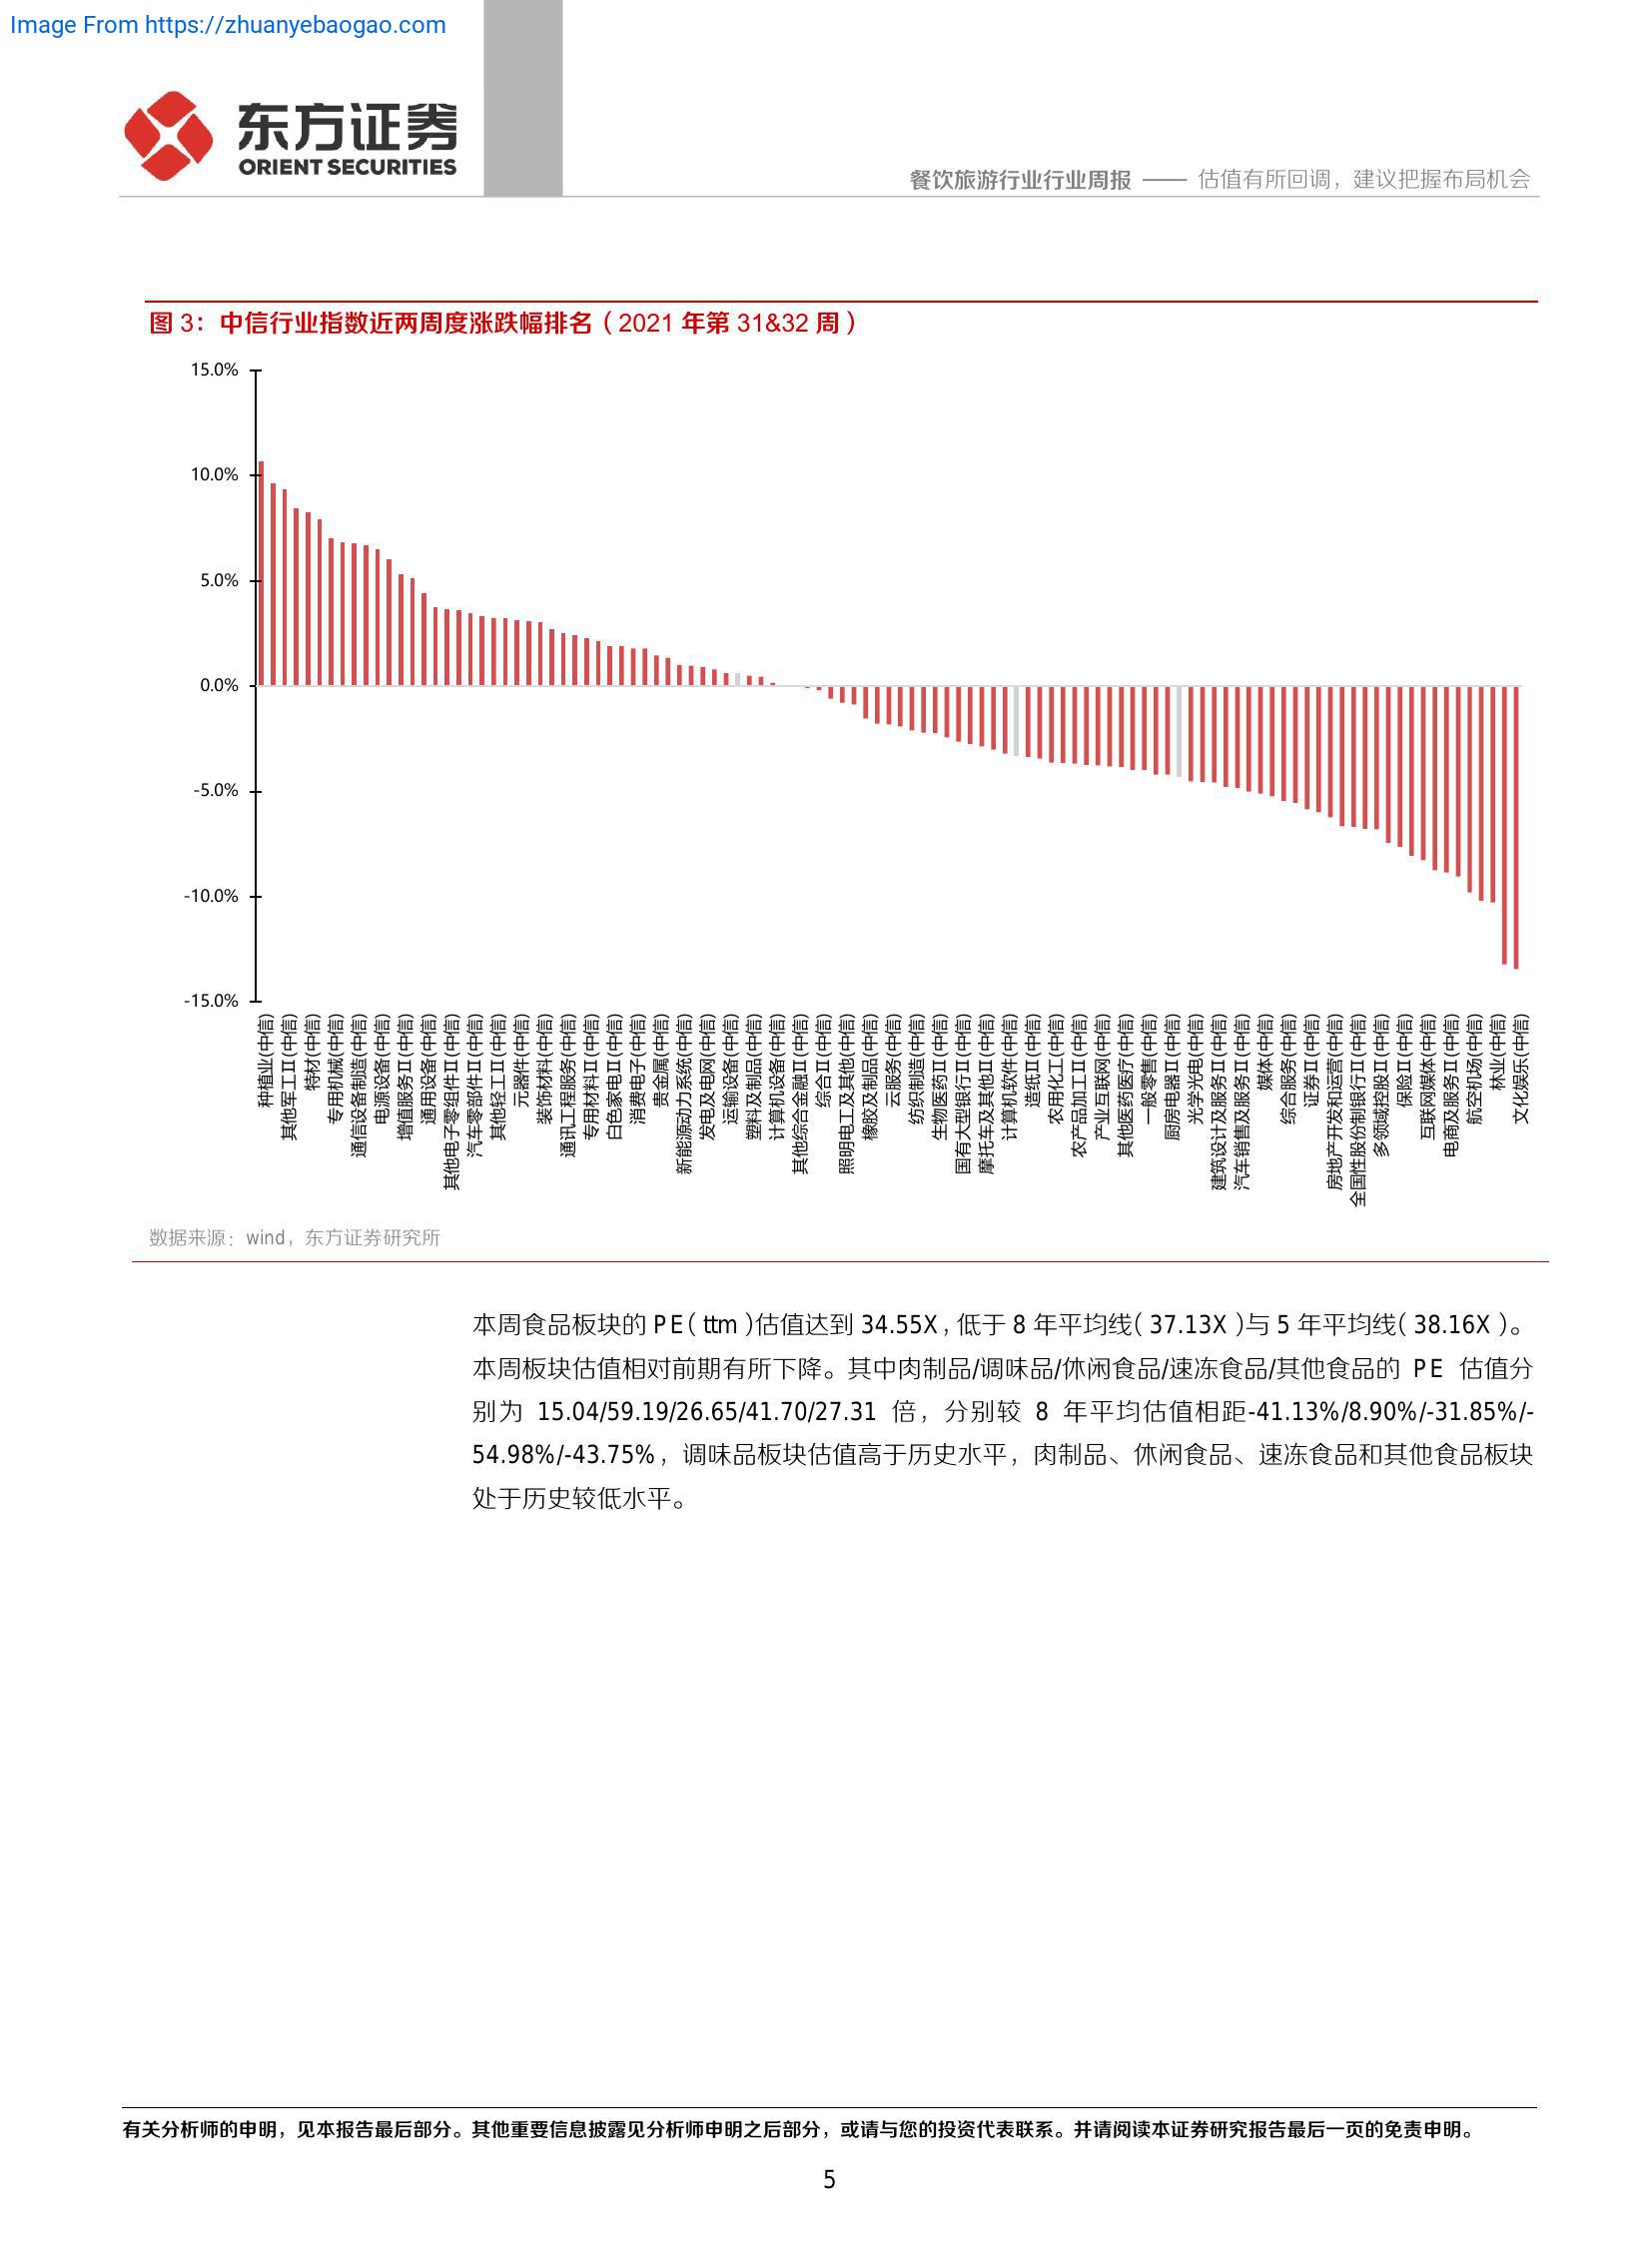 Image From https://zhuanyebaogao.com
东方证券
ORIENT SECURITIES
餐饮旅游行业行业周报 —— 估值有所回调，建议把握布局机会
图 3：中信行业指数近两周度涨跌幅排名（2021 年第 31&32 周）
15.0%
10.0%
5.0%
0.0%
-5.0%
-10.0%
-15.0%
种植业(中信)
其他军工II(中信)
特材(中信)
专用机械(中信)
通信设备制造(中信)
电源设备(中信)
增值服务II(中信)
通用设备(中信)
其他电子零组件II(中信)
汽车零部件II(中信)
其他轻工II(中信)
元器件(中信)
装饰材料(中信)
通讯工程服务(中信)
专用材料II(中信)
白色家电II(中信)
消费电子(中信)
贵金属(中信)
新能源动力系统(中信)
发电及电网(中信)
运输设备(中信)
塑料及制品(中信)
计算机设备(中信)
其他综合金融II(中信)
综合II(中信)
照明电工及其他(中信)
橡胶及制品(中信)
云服务(中信)
纺织制造(中信)
生物医药II(中信)
国有大型银行II(中信)
摩托车及其他II(中信)
计算机软件(中信)
造纸II(中信)
农用化工(中信)
农产品加工II(中信)
产业互联网(中信)
其他医药医疗(中信)
一般零售(中信)
厨房电器II(中信)
光学光电(中信)
建筑设计及服务II(中信)
汽车销售及服务II(中信)
媒体(中信)
综合服务(中信)
证券II(中信)
房地产开发和运营(中信)
全国性股份制银行II(中信)
多领域控股II(中信)
保险II(中信)
互联网媒体(中信)
电商及服务II(中信)
航空机场(中信)
林业(中信)
文化娱乐(中信)
数据来源：wind，东方证券研究所
本周食品板块的 PE（ttm）估值达到 34.55X，低于 8 年平均线（37.13X）与 5 年平均线（38.16X）。
本周板块估值相对前期有所下降。其中肉制品/调味品/休闲食品/速冻食品/其他食品的 PE 估值分
别为 15.04/59.19/26.65/41.70/27.31 倍，分别较 8 年平均估值相距-41.13%/8.90%/-31.85%/-
54.98%/-43.75%，调味品板块估值高于历史水平，肉制品、休闲食品、速冻食品和其他食品板块
处于历史较低水平。
有关分析师的申明，见本报告最后部分。其他重要信息披露见分析师申明之后部分，或请与您的投资代表联系。并请阅读本证券研究报告最后一页的免责申明。
5